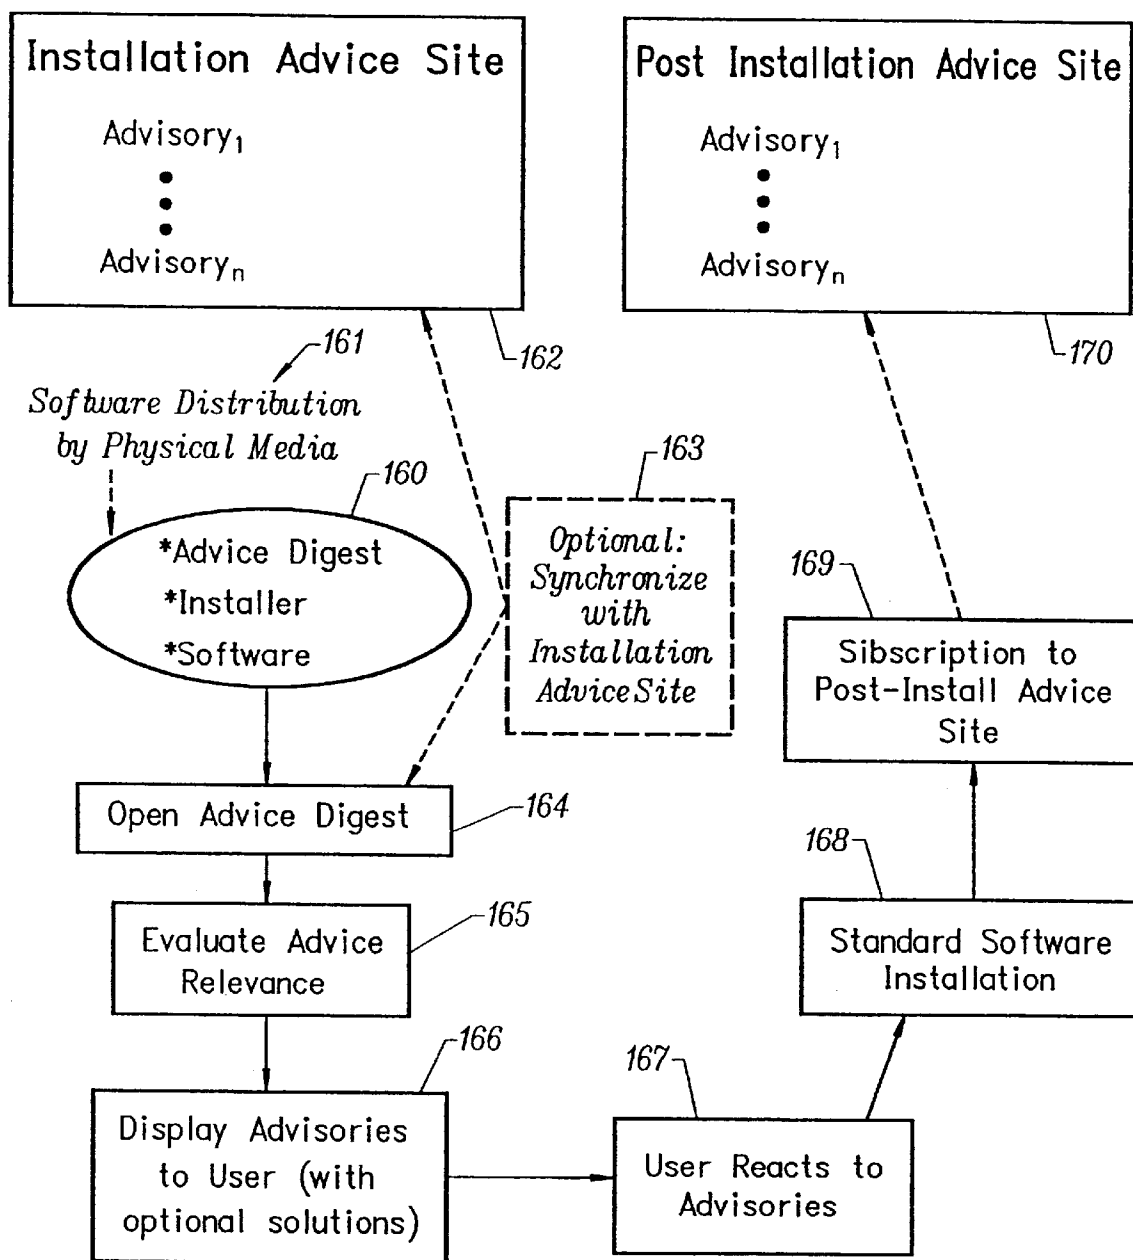 Installation Advice Site
Advisory1
Advisoryn
162
Post Installation Advice Site
Advisory1
Advisoryn
170
161
Software Distribution
by Physical Media
160
*Advice Digest
*Installer
*Software
163
Optional:
Synchronize
with
Installation
Advice Site
169
Sibscription to
Post-Install Advice
Site
Open Advice Digest
164
168
Standard Software
Installation
165
Evaluate Advice
Relevance
166
Display Advisories
to User (with
optional solutions)
167
User Reacts to
Advisories